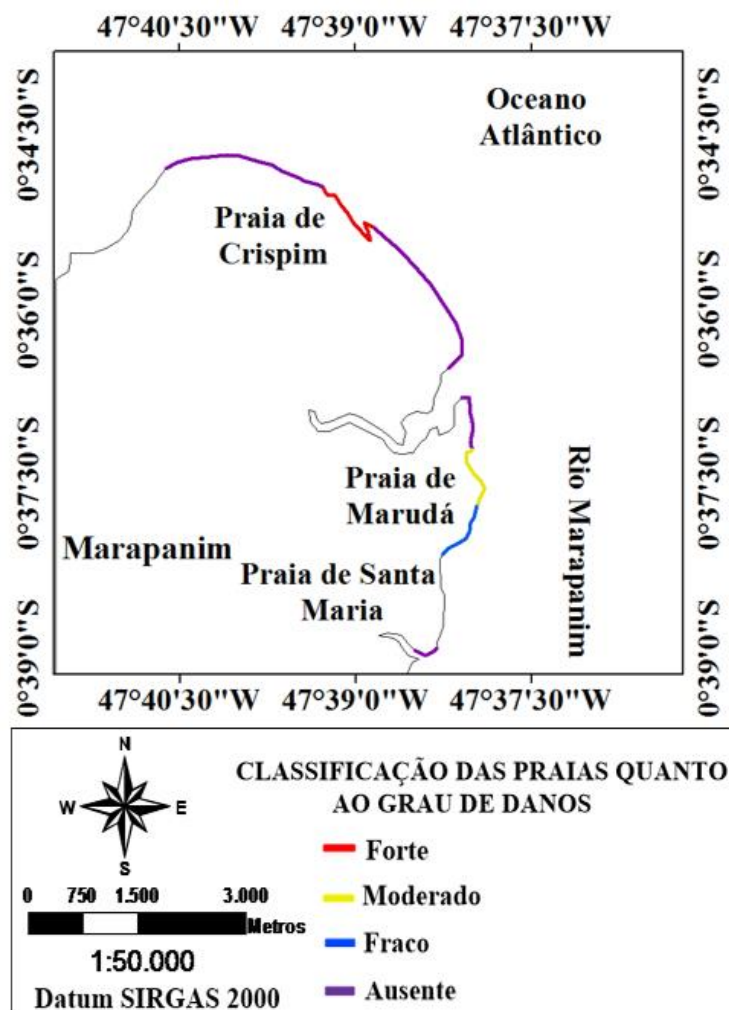 47°40'30"W 47°39'0"W 47°37'30"W
0°34'30"S
0°36'0"S
0°37'30"S
0°39'0"S
Oceano
Atlântico
Praia de
Crispim
Praia de
Marudá
Rio Marapanim
Marapanim
Praia de Santa
Maria
0°34'30"S
0°36'0"S
0°37'30"S
0°39'0"S
47°40'30"W 47°39'0"W 47°37'30"W
N
W E
S
0 750 1.500 3.000
Metros
1:50.000
Datum SIRGAS 2000
CLASSIFICAÇÃO DAS PRAIAS QUANTO
AO GRAU DE DANOS
Forte
Moderado
Fraco
Ausente